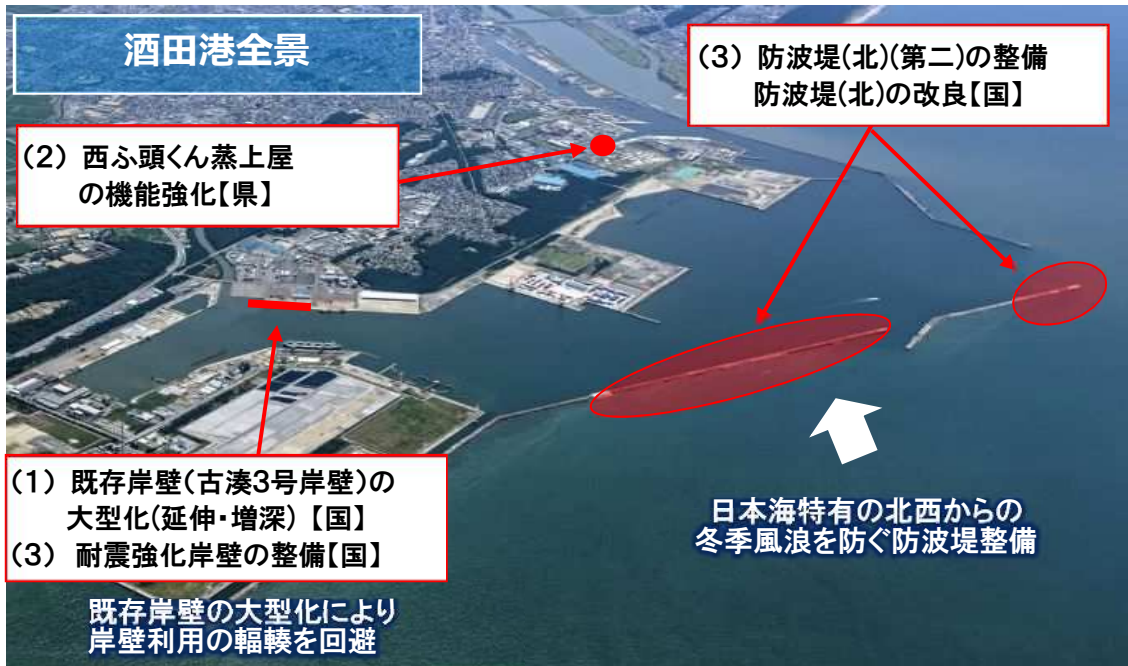 酒田港全景
(3) 防波堤(北)(第二)の整備
防波堤(北)の改良【国】
(2) 西ふ頭くん蒸上屋
の機能強化【県】
(1) 既存岸壁(古湊3号岸壁)の
大型化(延伸・増深)【国】
(3) 耐震強化岸壁の整備【国】
日本海特有の北西からの
冬季風浪を防ぐ防波堤整備
既存岸壁の大型化により
岸壁利用の輻輳を回避